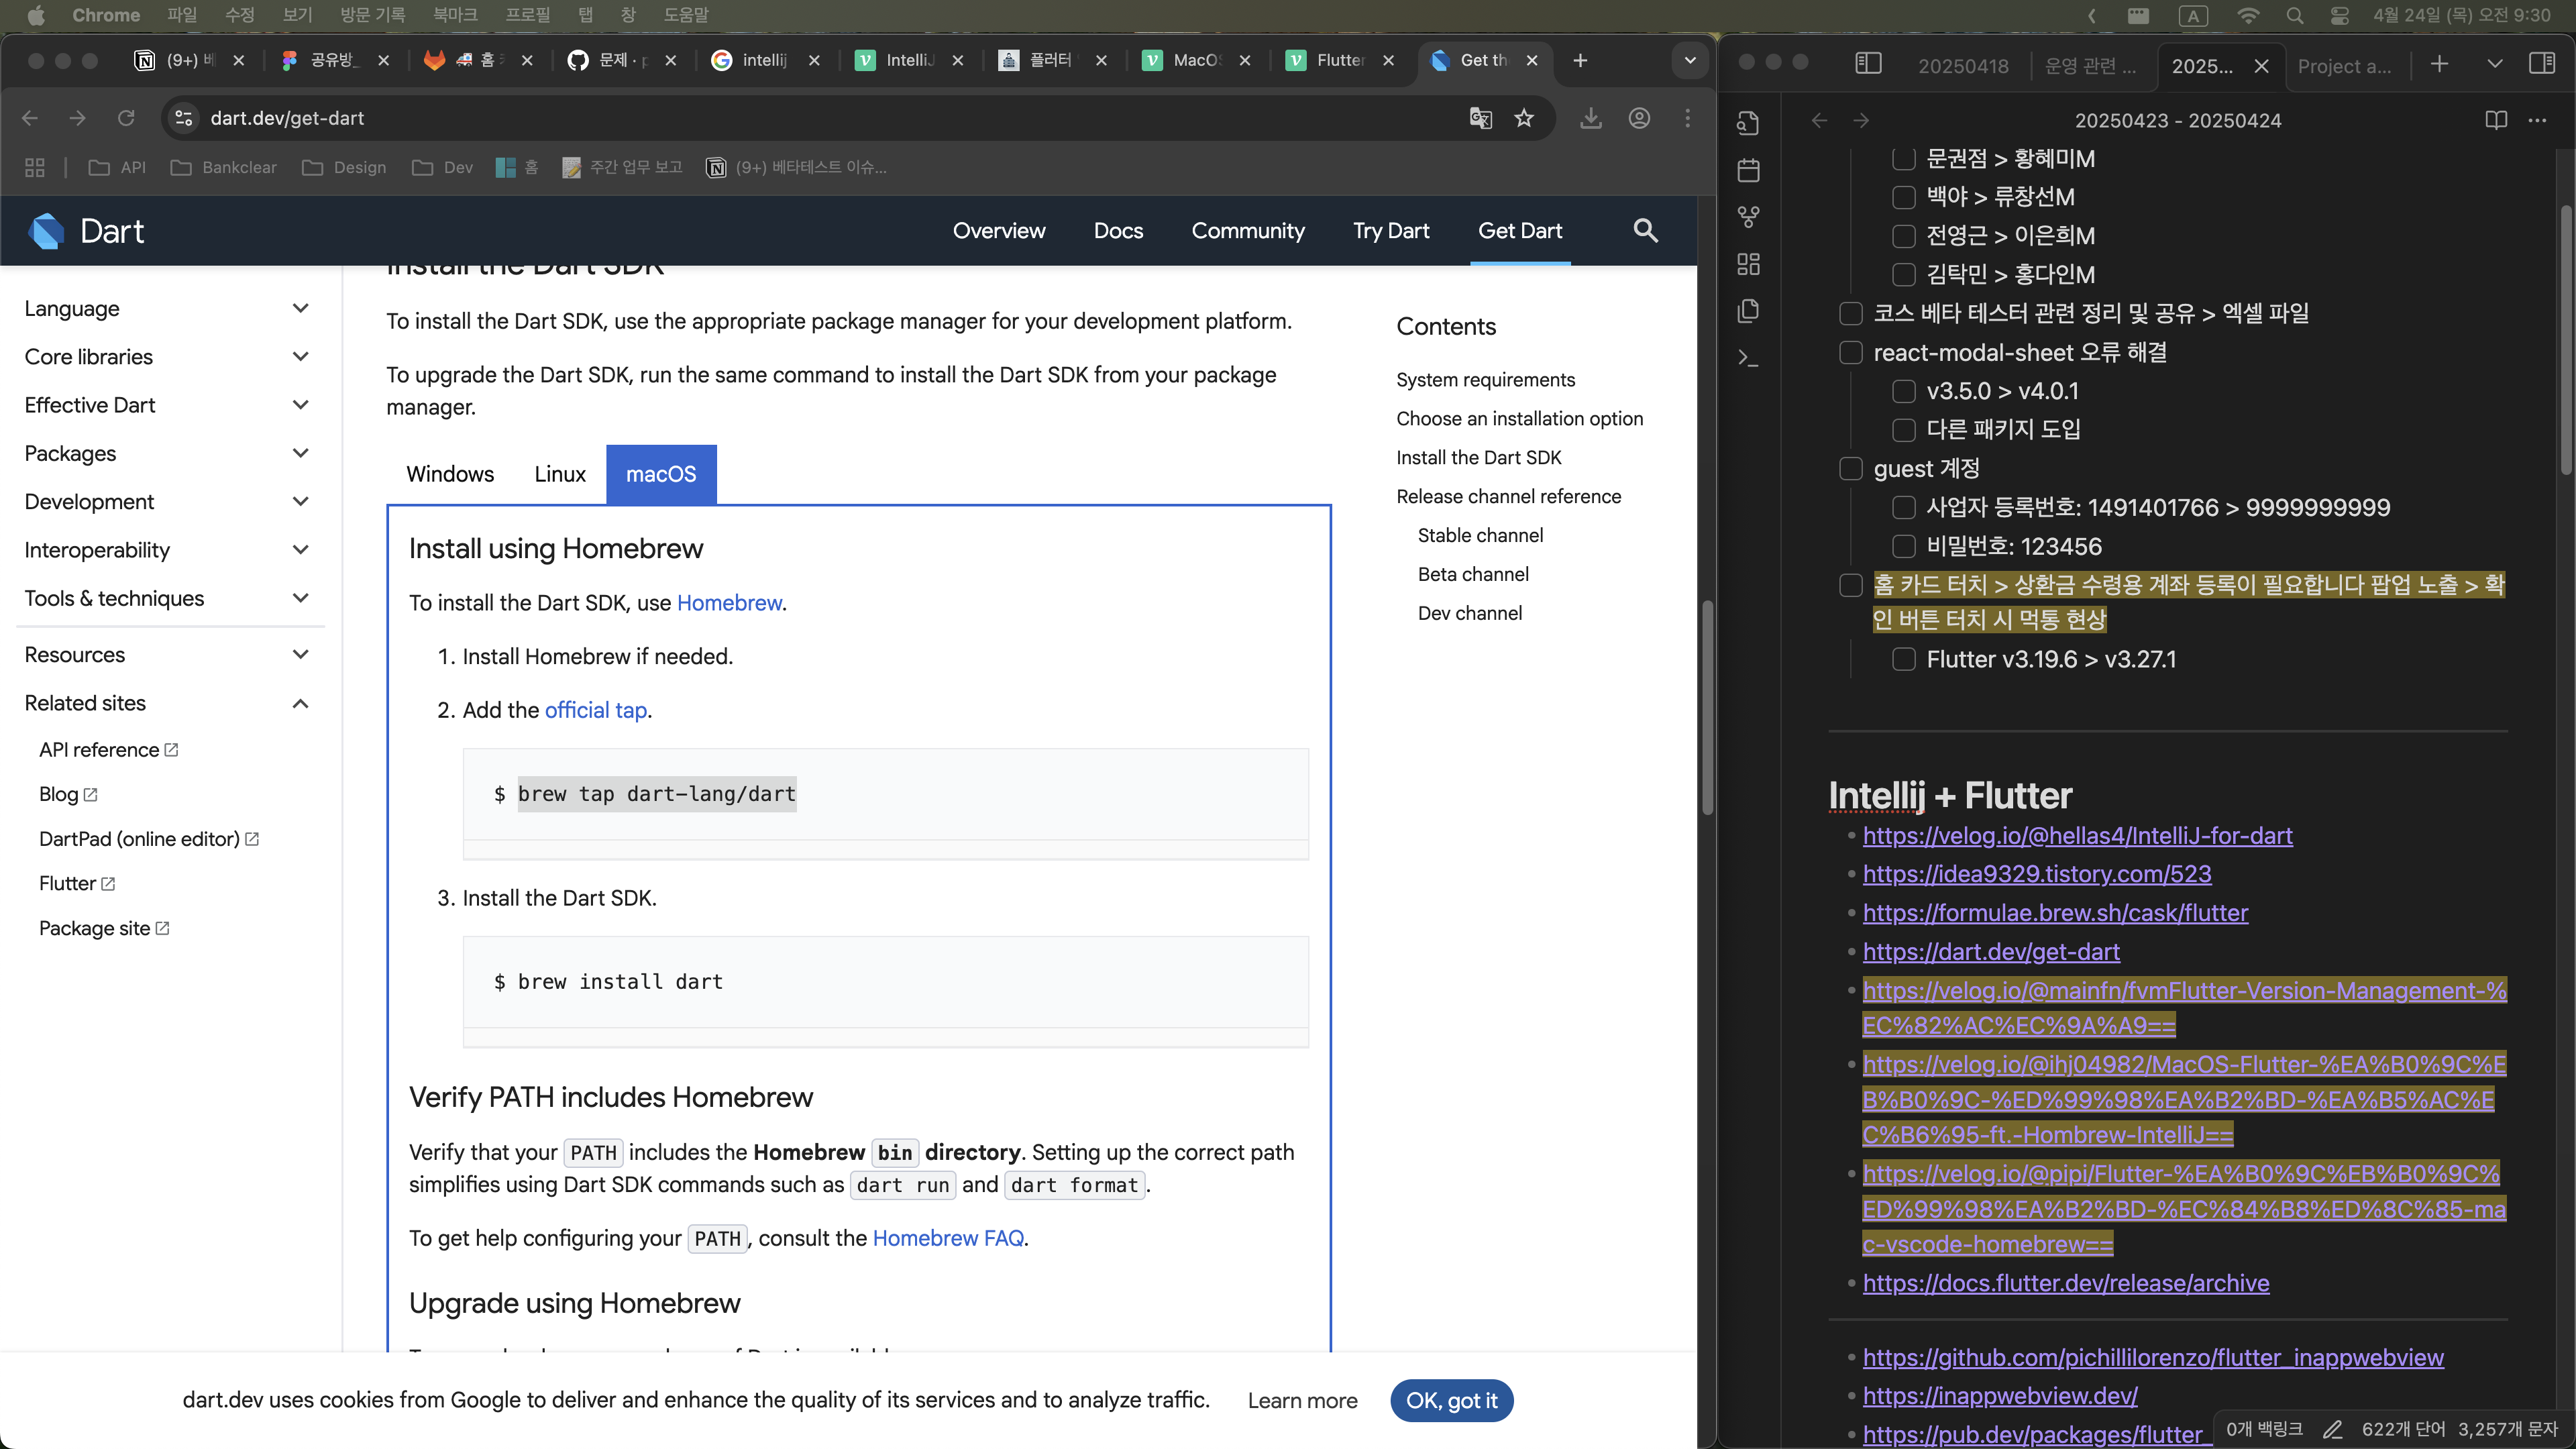 Chrome 파일 수정 보기 방문 기록 북마크 프로필 탭 창 도움말
A 4월 24일 (목) 오전 9:30
(9+) 베
공유방_
홈
문제 ·
intellij
IntelliJ
플러터
MacOS
Flutter
Get th
dart.dev/get-dart
API Bankclear Design Dev 홈 주간 업무 보고 (9+) 베타테스트 이슈...
Dart
Overview Docs Community Try Dart Get Dart
Language
Core libraries
Effective Dart
Packages
Development
Interoperability
Tools & techniques
Resources
Related sites
API reference
Blog
DartPad (online editor)
Flutter
Package site
Install the Dart SDK
To install the Dart SDK, use the appropriate package manager for your development platform.
To upgrade the Dart SDK, run the same command to install the Dart SDK from your package
manager.
Windows Linux macOS
Install using Homebrew
To install the Dart SDK, use Homebrew.
1. Install Homebrew if needed.
2. Add the official tap.
$ brew tap dart-lang/dart
3. Install the Dart SDK.
$ brew install dart
Verify PATH includes Homebrew
Verify that your PATH includes the Homebrew bin directory. Setting up the correct path
simplifies using Dart SDK commands such as dart run and dart format.
To get help configuring your PATH, consult the Homebrew FAQ.
Upgrade using Homebrew
Contents
System requirements
Choose an installation option
Install the Dart SDK
Release channel reference
Stable channel
Beta channel
Dev channel
dart.dev uses cookies from Google to deliver and enhance the quality of its services and to analyze traffic. Learn more OK, got it
20250418 운영 관련 ... 2025... Project a...
20250423 - 20250424
문권점 > 황혜미M
백야 > 류창선M
전영근 > 이은희M
김탁민 > 홍다인M
코스 베타 테스터 관련 정리 및 공유 > 엑셀 파일
react-modal-sheet 오류 해결
v3.5.0 > v4.0.1
다른 패키지 도입
guest 계정
사업자 등록번호: 1491401766 > 9999999999
비밀번호: 123456
홈 카드 터치 > 상환금 수령용 계좌 등록이 필요합니다 팝업 노출 > 확
인 버튼 터치 시 먹통 현상
Flutter v3.19.6 > v3.27.1
Intellij + Flutter
https://velog.io/@hellas4/IntelliJ-for-dart
https://idea9329.tistory.com/523
https://formulae.brew.sh/cask/flutter
https://dart.dev/get-dart
https://velog.io/@mainfn/fvmFlutter-Version-Management-%
EC%82%AC%EC%9A%A9==
https://velog.io/@ihj04982/MacOS-Flutter-%EA%B0%9C%E
B%B0%9C-%ED%99%98%EA%B2%BD-%EA%B5%AC%E
C%B6%95-ft.-Hombrew-IntelliJ==
https://velog.io/@pipi/Flutter-%EA%B0%9C%EB%B0%9C%
ED%99%98%EA%B2%BD-%EC%84%B8%ED%8C%85-ma
c-vscode-homebrew==
https://docs.flutter.dev/release/archive
https://github.com/pichillilorenzo/flutter_inappwebview
https://inappwebview.dev/
https://pub.dev/packages/flutter_
0개 백링크 622개 단어 3,257개 문자